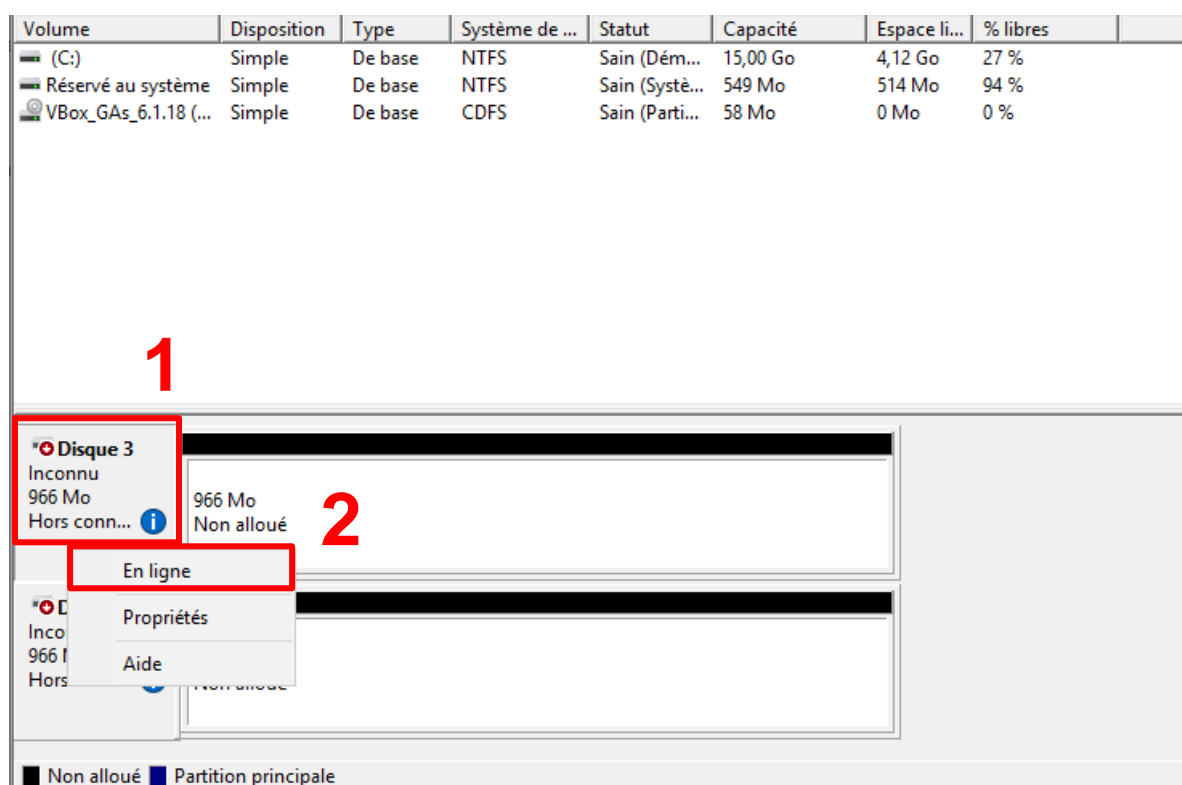 Volume Disposition Type Système de ... Statut Capacité Espace li... % libres
(C:) Simple De base NTFS Sain (Dém... 15,00 Go 4,12 Go 27 %
Réservé au système Simple De base NTFS Sain (Systè... 549 Mo 514 Mo 94 %
VBox_GAs_6.1.18 (... Simple De base CDFS Sain (Parti... 58 Mo 0 Mo 0 %
1
Disque 3
Inconnu
966 Mo
Hors conn...
966 Mo
Non alloué
2
En ligne
Propriétés
Aide
D
Inco
966
Hors
Non alloué Partition principale